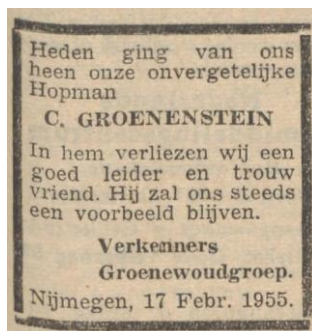 Heden ging van ons
heen onze onvergetelijke
Hopman
C. GROENENSTEIN
In hem verliezen wij een
goed leider en trouw
vriend. Hij zal ons steeds
een voorbeeld blijven.
Verkenners
Groenewoudgroep.
Nijmegen, 17 Febr. 1955.